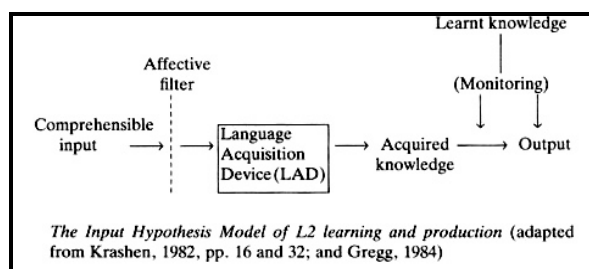 Learnt knowledge
Affective
filter
(Monitoring)
Comprehensible
input
Language
Acquisition
Device (LAD)
Acquired
knowledge
Output
The Input Hypothesis Model of L2 learning and production (adapted
from Krashen, 1982, pp. 16 and 32; and Gregg, 1984)